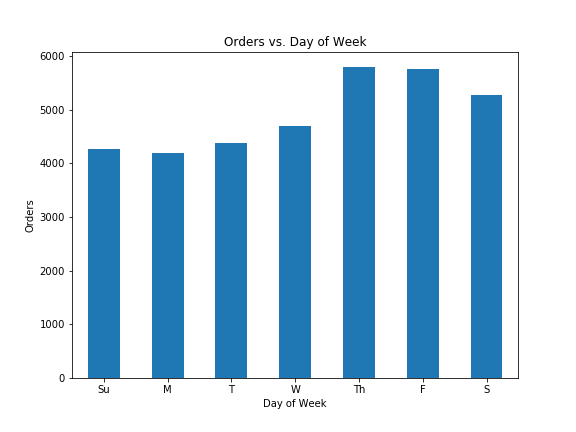 Orders vs. Day of Week
6000
5000
4000
3000
2000
1000
0
Orders
Su M T W Th F S
Day of Week